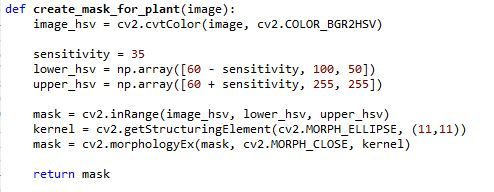 def create_mask_for_plant(image):
    image_hsv = cv2.cvtColor(image, cv2.COLOR_BGR2HSV)

    sensitivity = 35
    lower_hsv = np.array([60 - sensitivity, 100, 50])
    upper_hsv = np.array([60 + sensitivity, 255, 255])

    mask = cv2.inRange(image_hsv, lower_hsv, upper_hsv)
    kernel = cv2.getStructuringElement(cv2.MORPH_ELLIPSE, (11,11))
    mask = cv2.morphologyEx(mask, cv2.MORPH_CLOSE, kernel)

    return mask